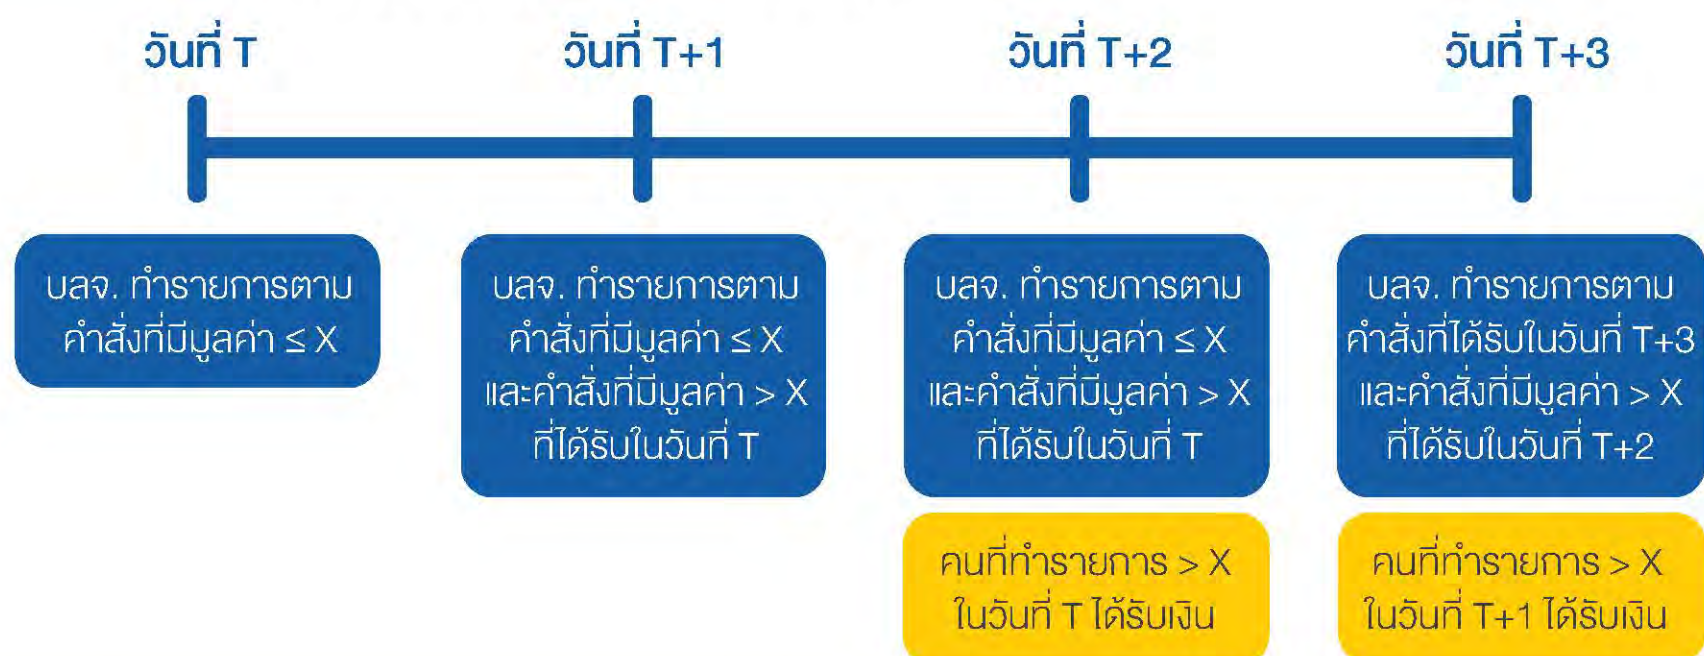 วันที่ T
วันที่ T+1
วันที่ T+2
วันที่ T+3
บลจ. ทำรายการตาม
คำสั่งที่มีมูลค่า ≤ X
บลจ. ทำรายการตาม
คำสั่งที่มีมูลค่า ≤ X
และคำสั่งที่มีมูลค่า > X
ที่ได้รับในวันที่ T
บลจ. ทำรายการตาม
คำสั่งที่มีมูลค่า ≤ X
และคำสั่งที่มีมูลค่า > X
ที่ได้รับในวันที่ T
บลจ. ทำรายการตาม
คำสั่งที่ได้รับในวันที่ T+3
และคำสั่งที่มีมูลค่า > X
ที่ได้รับในวันที่ T+2
คนที่ทำรายการ > X
ในวันที่ T ได้รับเงิน
คนที่ทำรายการ > X
ในวันที่ T+1 ได้รับเงิน